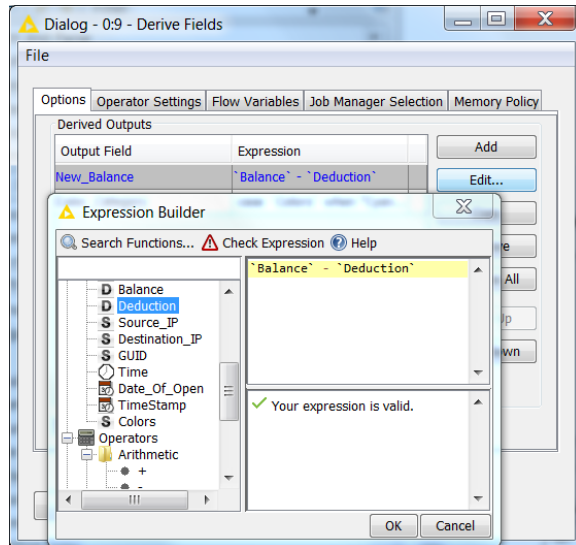 Dialog - 0:9 - Derive Fields
File
Options Operator Settings Flow Variables Job Manager Selection Memory Policy
Derived Outputs
Output Field Expression
Add
New_Balance `Balance` - `Deduction`
Edit...
Expression Builder
Search Functions... Check Expression Help
All
`Balance` - `Deduction`
D Balance
D Deduction
S Source_IP
S Destination_IP
S GUID
Time
Date_Of_Open
TimeStamp
S Colors
Operators
Arithmetic
+
-
Your expression is valid.
OK Cancel